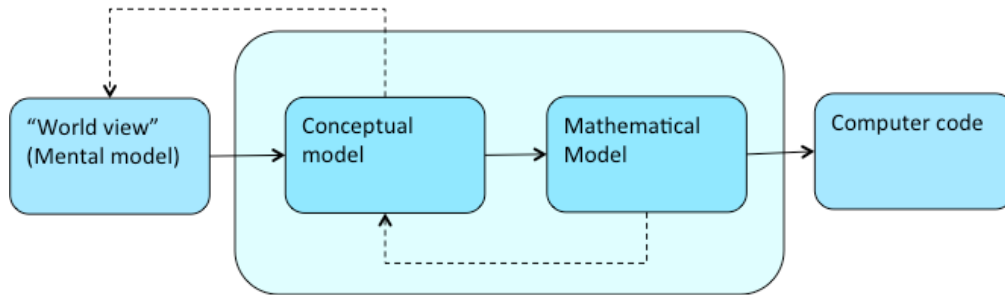 “World view”
(Mental model)
Conceptual
model
Mathematical
Model
Computer code